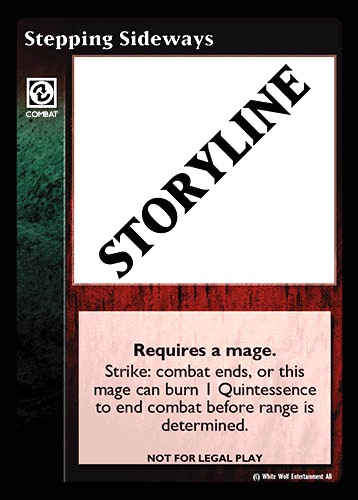 Stepping Sideways
COMBAT
STORYLINE
Requires a mage.
Strike: combat ends, or this
mage can burn 1 Quintessence
to end combat before range is
determined.
NOT FOR LEGAL PLAY
(C) White Wolf Entertainment AB